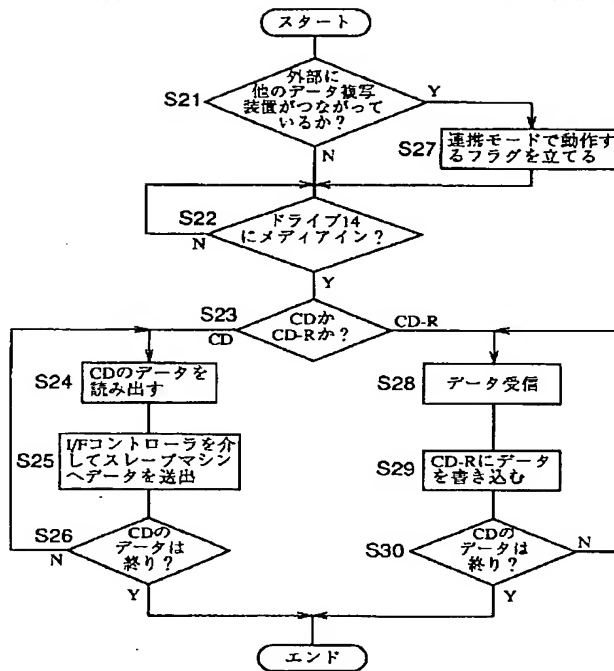 スタート
S21
外部に
他のデータ複写
装置がつながって
いるか?
Y
N
S27
連携モードで動作す
るフラグを立てる
S22
ドライブ14
にメディアイン?
N
Y
S23
CDか
CD-Rか?
CD
CD-R
S24
CDのデータを
読み出す
S25
I/Fコントローラを介
してスレーブマシン
へデータを送出
S26
CDの
データは
終り?
N
Y
S28
データ受信
S29
CD-Rにデータ
を書き込む
S30
CDの
データは
終り?
N
Y
エンド